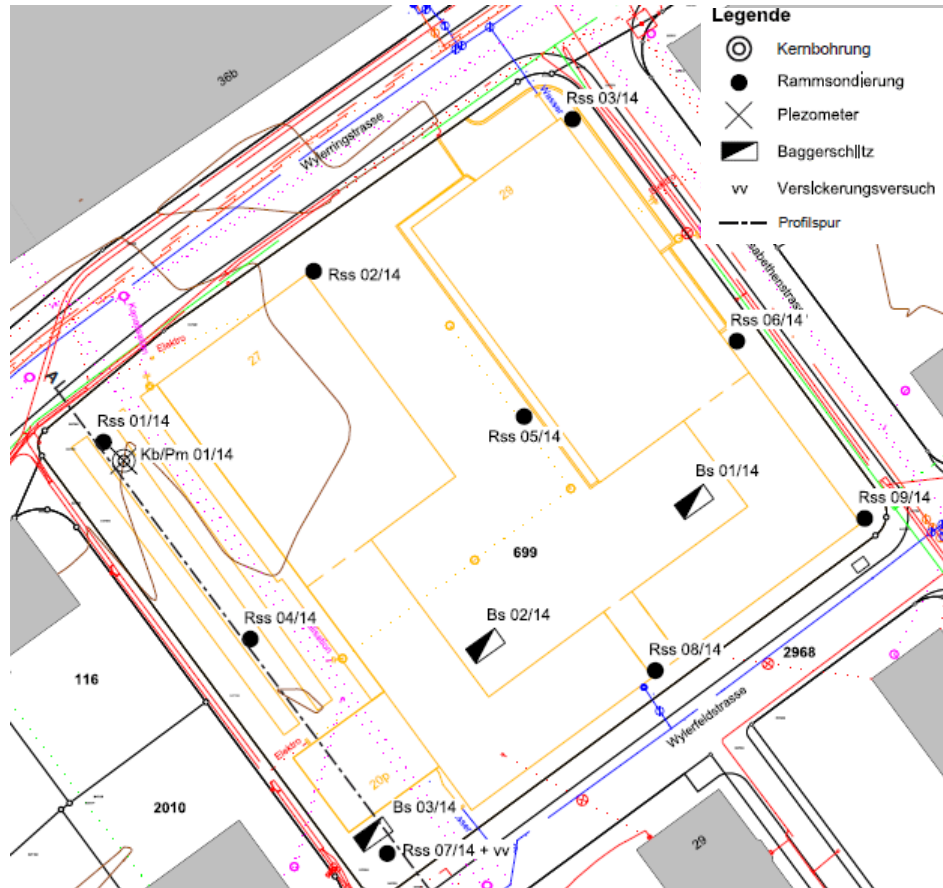 Legende
Kernbohrung
Rammsondierung
Plezometer
Baggerschlltz
vv Verslckerungsversuch
Profilspur
36b
Wylerringstrasse
Wasser
Rss 03/14
29
Rss 02/14
Elektro
27
A
Rss 06/14
Rss 01/14
Kb/Pm 01/14
Rss 05/14
Bs 01/14
Rss 09/14
699
Bs 02/14
Rss 04/14
Rss 08/14
2968
116
Wylerfeldstrasse
Elektro
20p
2010
Bs 03/14
Rss 07/14 + vv
29